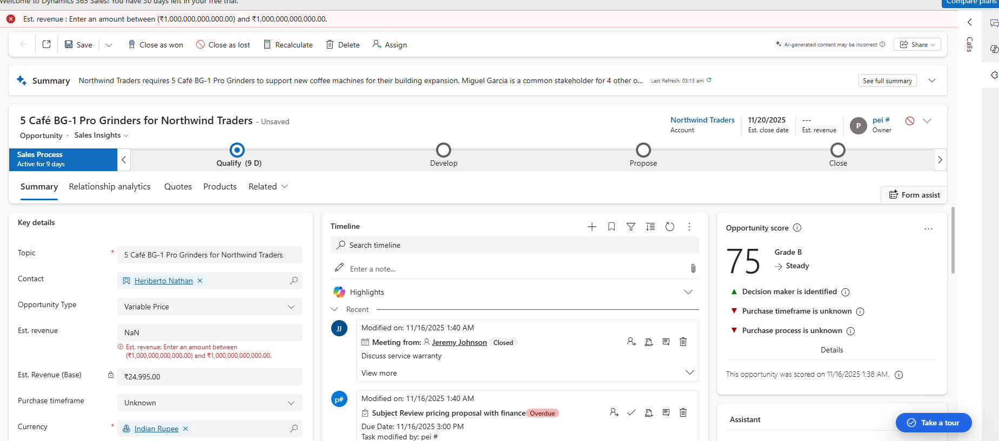 Welcome to Dynamics 365 Sales! You have 30 days left in your free trial.
Compare plans
Est. revenue : Enter an amount between (₹1,000,000,000,000.00) and ₹1,000,000,000,000.00.
Save
Close as won
Close as lost
Recalculate
Delete
Assign
AI-generated content may be incorrect
Share
Calls
Summary
Northwind Traders requires 5 Café BG-1 Pro Grinders to support new coffee machines for their building expansion. Miguel Garcia is a common stakeholder for 4 other o...
Last Refresh: 03:13 am
See full summary
5 Café BG-1 Pro Grinders for Northwind Traders - Unsaved
Opportunity · Sales Insights
Northwind Traders
Account
11/20/2025
Est. close date
---
Est. revenue
P
pei #
Owner
Sales Process
Active for 9 days
Qualify (9 D)
Develop
Propose
Close
Summary
Relationship analytics
Quotes
Products
Related
Form assist
Key details
Topic
*
5 Café BG-1 Pro Grinders for Northwind Traders
Contact
Heriberto Nathan
Opportunity Type
Variable Price
Est. revenue
NaN
Est. revenue: Enter an amount between
(₹1,000,000,000,000.00) and ₹1,000,000,000,000.00.
Est. Revenue (Base)
₹24,995.00
Purchase timeframe
Unknown
Currency
*
Indian Rupee
Timeline
Search timeline
Enter a note...
Highlights
Recent
JJ
Modified on: 11/16/2025 1:40 AM
Meeting from: Jeremy Johnson Closed
Discuss service warranty
View more
p#
Modified on: 11/16/2025 1:40 AM
Subject Review pricing proposal with finance Overdue
Due Date: 11/16/2025 3:00 PM
Task modified by: pei #
Opportunity score
75
Grade B
Steady
Decision maker is identified
Purchase timeframe is unknown
Purchase process is unknown
Details
This opportunity was scored on 11/16/2025 1:38 AM.
Assistant
Take a tour